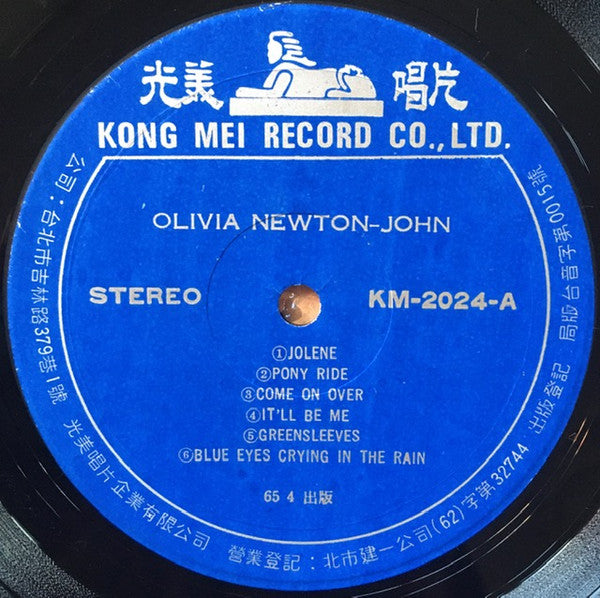 光美 唱片
KONG MEI RECORD CO., LTD.
OLIVIA NEWTON-JOHN
STEREO
KM-2024-A
①JOLENE
②PONY RIDE
③COME ON OVER
④IT'LL BE ME
⑤GREENSLEEVES
⑥BLUE EYES CRYING IN THE RAIN
65 4 出版
公司:台北市吉林路379巷1號 光美唱片企業有限公司
營業登記:北市建一公司(62)字第32744 出版登記:局版台音字第0015號